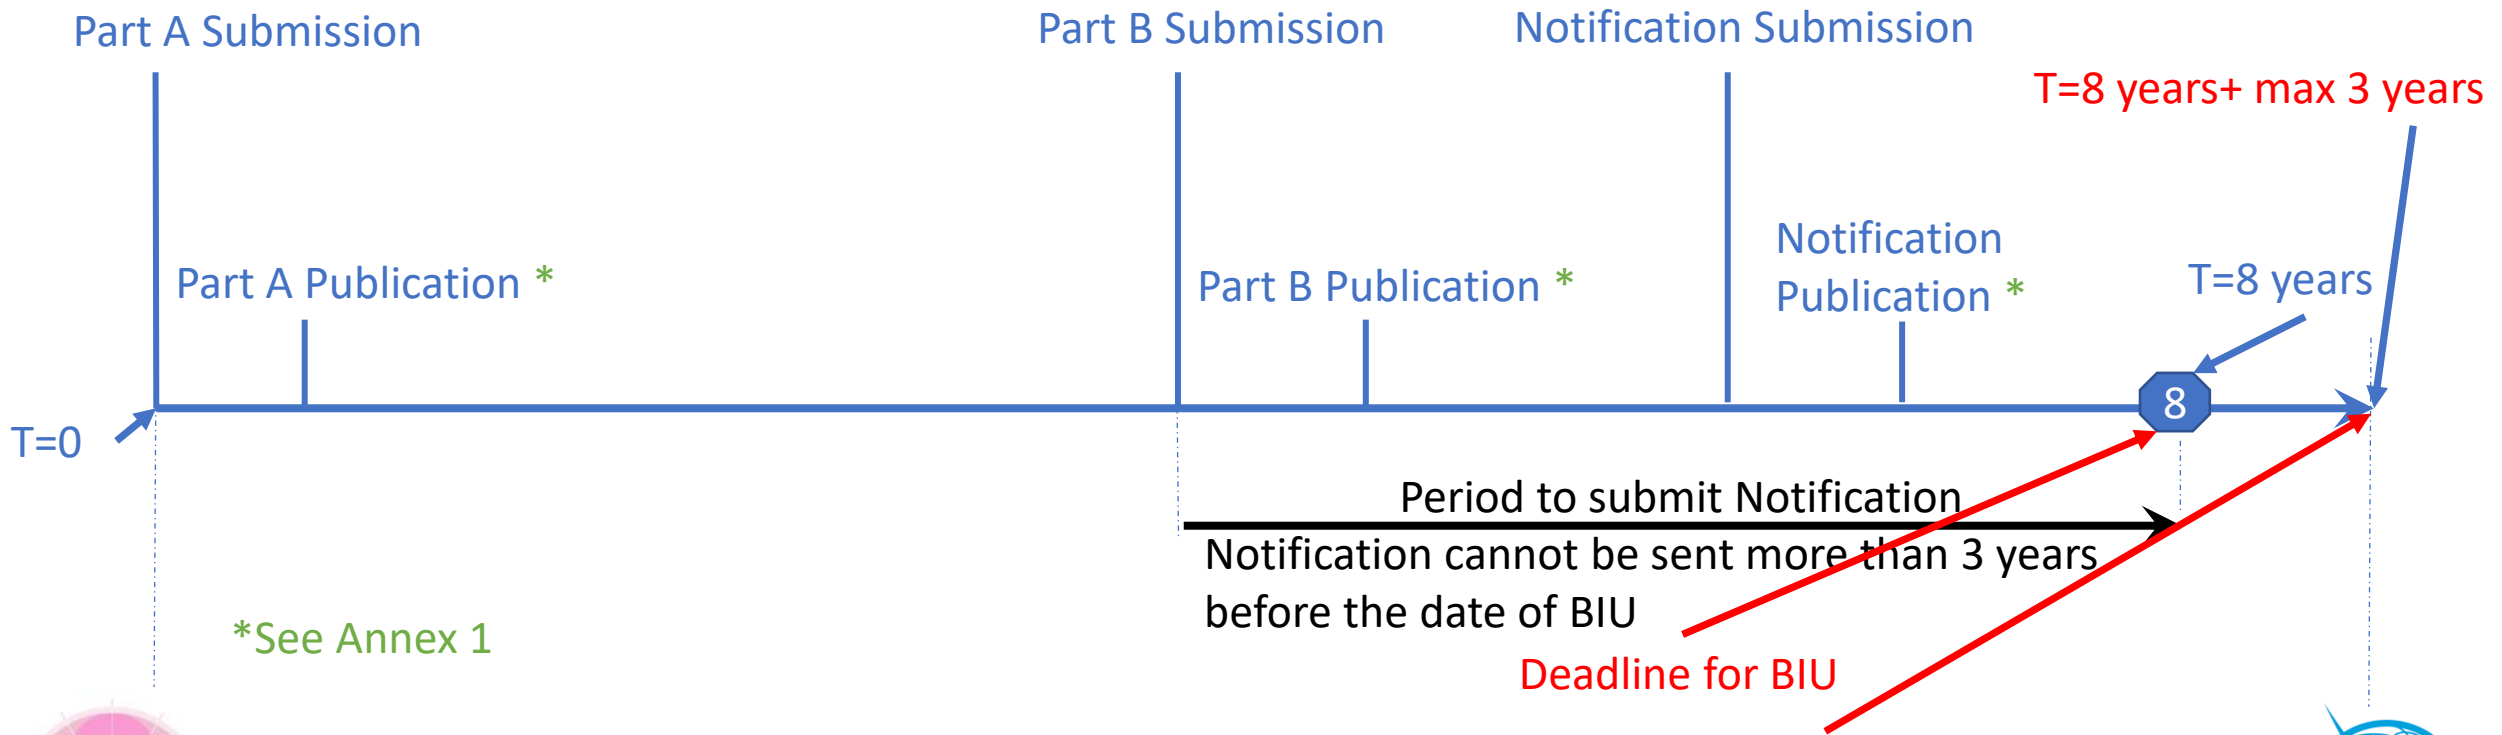 Part A Submission
Part B Submission
Notification Submission
T=8 years+ max 3 years
Part A Publication *
Part B Publication *
Notification
Publication *
T=8 years
8
T=0
Period to submit Notification
Notification cannot be sent more than 3 years
before the date of BIU
*See Annex 1
Deadline for BIU